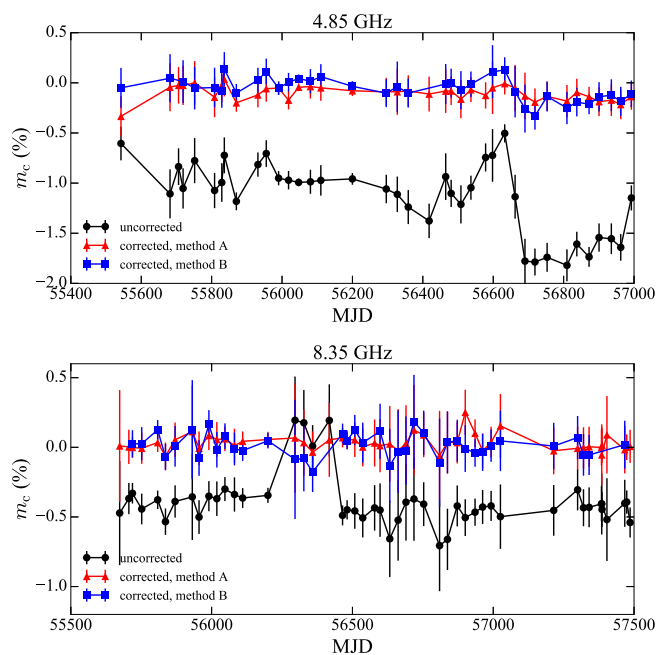 4.85 GHz
0.5
0.0
−0.5
−1.0
−1.5
−2.0
m_c (%)
uncorrected
corrected, method A
corrected, method B
55400 55600 55800 56000 56200 56400 56600 56800 57000
MJD
8.35 GHz
0.5
0.0
−0.5
−1.0
m_c (%)
uncorrected
corrected, method A
corrected, method B
55500 56000 56500 57000 57500
MJD